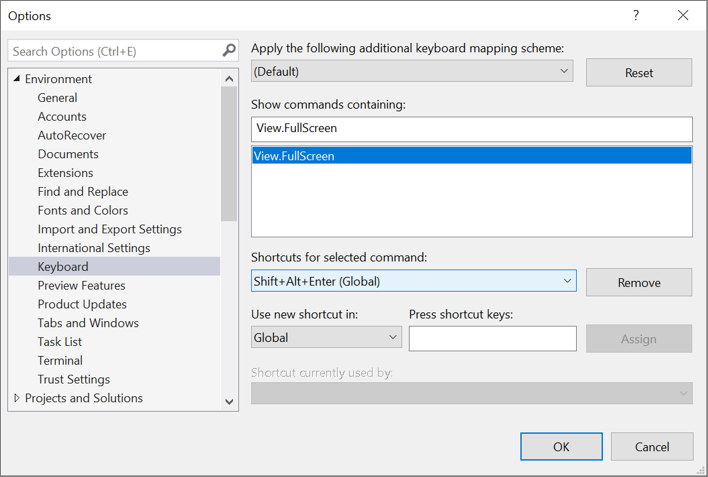 Options
?
Search Options (Ctrl+E)
Environment
General
Accounts
AutoRecover
Documents
Extensions
Find and Replace
Fonts and Colors
Import and Export Settings
International Settings
Keyboard
Preview Features
Product Updates
Tabs and Windows
Task List
Terminal
Trust Settings
Projects and Solutions
Apply the following additional keyboard mapping scheme:
(Default)
Reset
Show commands containing:
View.FullScreen
View.FullScreen
Shortcuts for selected command:
Shift+Alt+Enter (Global)
Remove
Use new shortcut in:
Press shortcut keys:
Global
Assign
Shortcut currently used by:
OK
Cancel